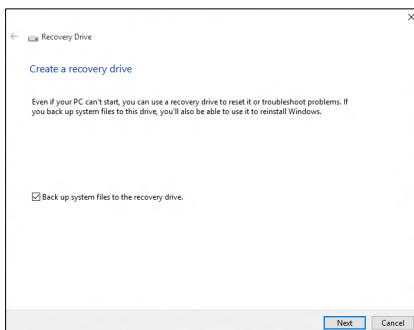 Recovery Drive
Create a recovery drive
Even if your PC can't start, you can use a recovery drive to reset it or troubleshoot problems. If
you back up system files to this drive, you'll also be able to use it to reinstall Windows.
Back up system files to the recovery drive.
Next Cancel